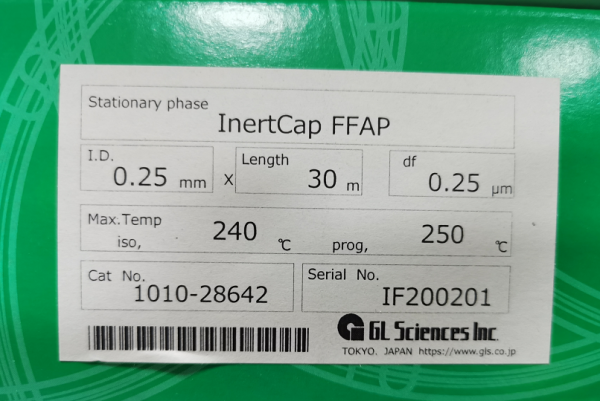 Stationary phase
InertCap FFAP
I.D. 0.25 mm X Length 30 m df 0.25 μm
Max.Temp iso, 240 ℃ prog, 250 ℃
Cat No. 1010-28642
Serial No. IF200201
GL Sciences Inc.
TOKYO. JAPAN https://www.gls.co.jp